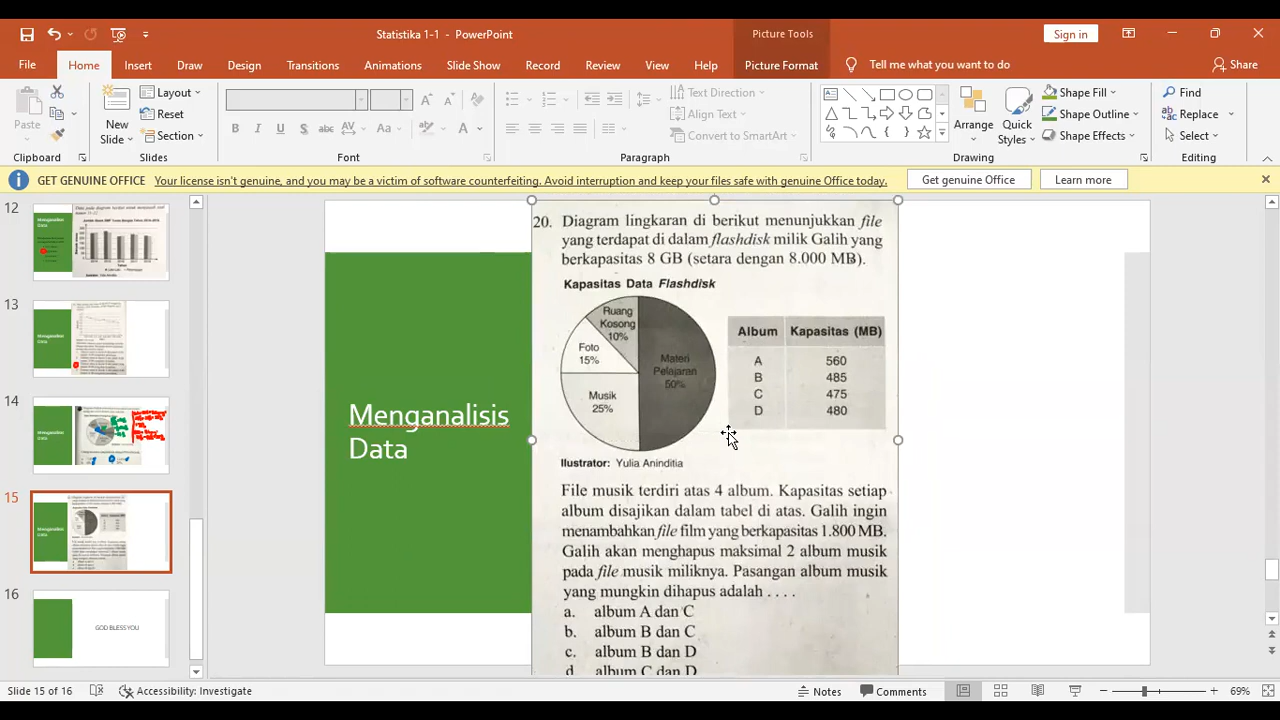 Statistika 1-1 - PowerPoint
Picture Tools
Sign in
File
Home
Insert
Draw
Design
Transitions
Animations
Slide Show
Record
Review
View
Help
Picture Format
Tell me what you want to do
Share
Paste
Clipboard
New Slide
Layout
Reset
Section
Slides
Font
Text Direction
Align Text
Convert to SmartArt
Paragraph
Arrange
Quick Styles
Shape Fill
Shape Outline
Shape Effects
Drawing
Find
Replace
Select
Editing
GET GENUINE OFFICE
Your license isn't genuine, and you may be a victim of software counterfeiting. Avoid interruption and keep your files safe with genuine Office today.
Get genuine Office
Learn more
12
13
14
15
16
GOD BLESS YOU
Menganalisis
Data
20. Diagram lingkaran di berikut menunjukkan file
yang terdapat di dalam flashdisk milik Galih yang
berkapasitas 8 GB (setara dengan 8.000 MB).
Kapasitas Data Flashdisk
Ruang
Kosong
10%
Foto
15%
Materi
Pelajaran
50%
Musik
25%
Album Kapasitas (MB)
A 560
B 485
C 475
D 480
Ilustrator: Yulia Aninditia
File musik terdiri atas 4 album. Kapasitas setiap
album disajikan dalam tabel di atas. Galih ingin
menambahkan file film yang berkapasitas 1.800 MB.
Galih akan menghapus maksimal 2 album musik
pada file musik miliknya. Pasangan album musik
yang mungkin dihapus adalah . . . .
a. album A dan C
b. album B dan C
c. album B dan D
d. album C dan D
Slide 15 of 16
Accessibility: Investigate
Notes
Comments
69%